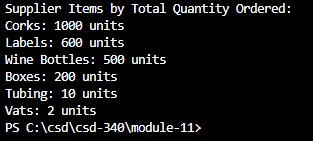 Supplier Items by Total Quantity Ordered:
Corks: 1000 units
Labels: 600 units
Wine Bottles: 500 units
Boxes: 200 units
Tubing: 10 units
Vats: 2 units
PS C:\csd\csd-340\module-11>